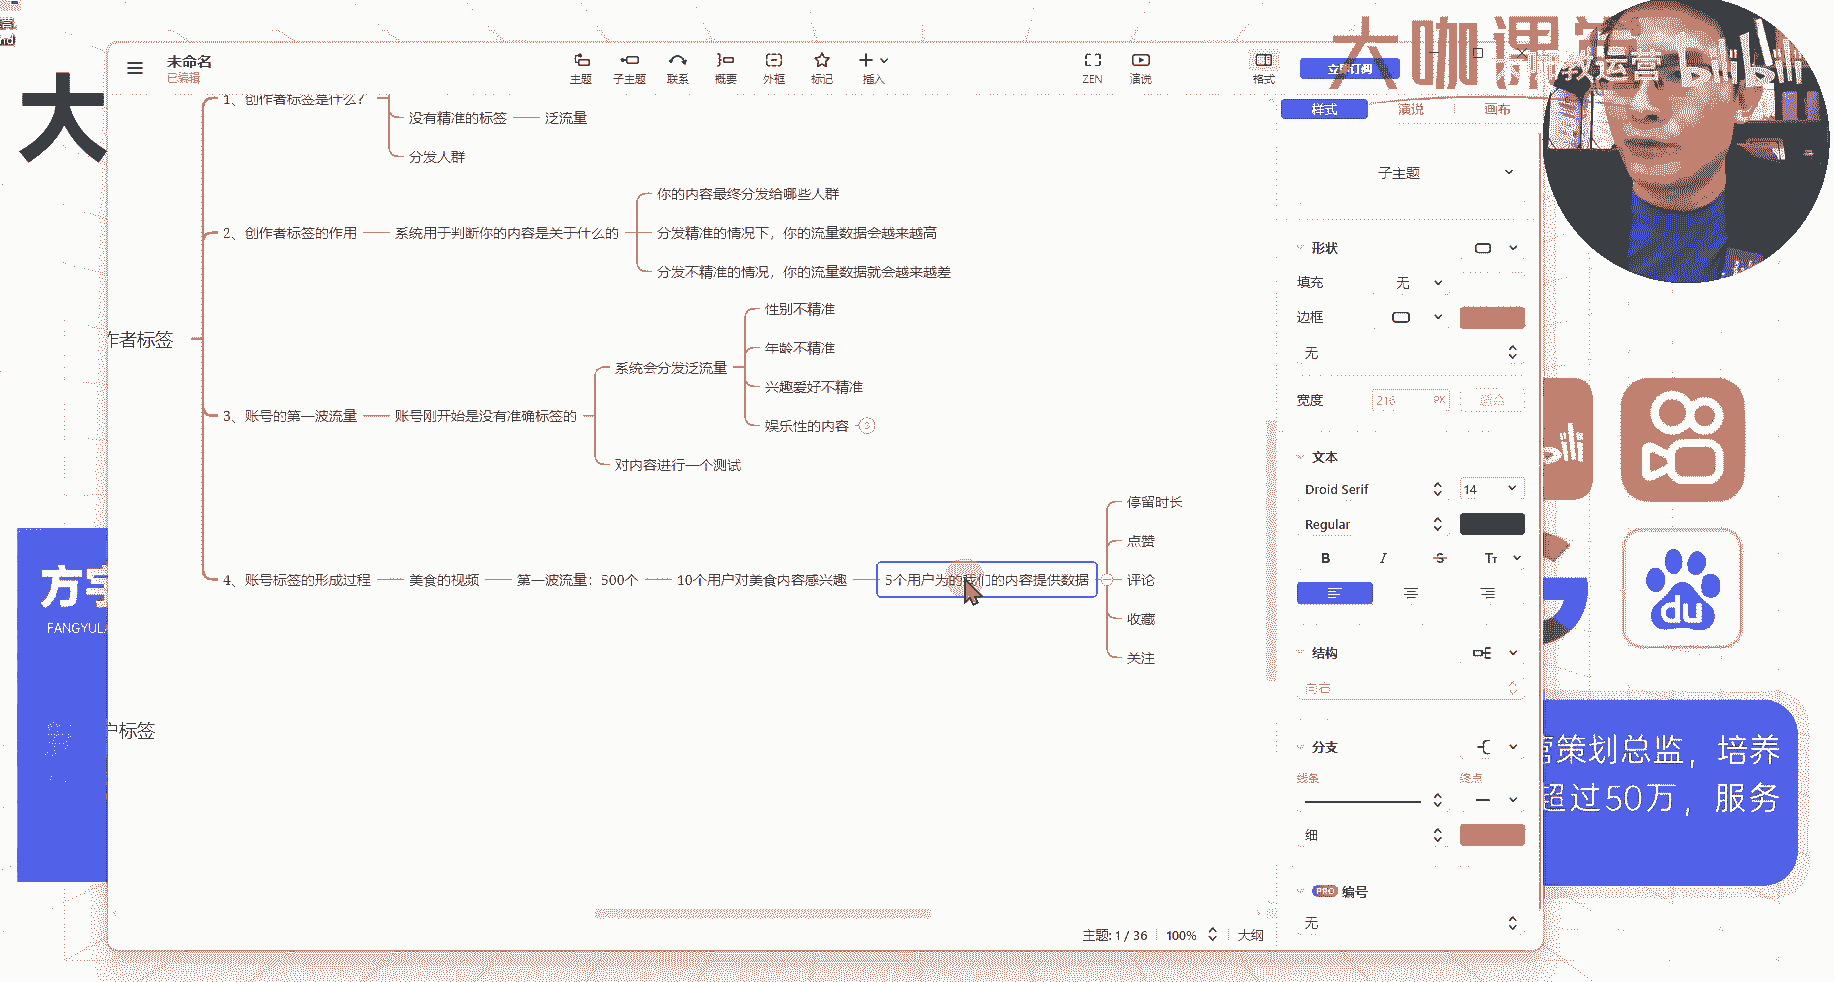 大咖课堂
运营
bilibili
大
未命名
已编辑
主题
子主题
联系
概要
外框
标记
插入
ZEN
演说
格式
立即订阅
样式
演说
画布
1、创作者标签是什么？
没有精准的标签
泛流量
分发人群
2、创作者标签的作用
系统用于判断你的内容是关于什么的
你的内容最终分发给哪些人群
分发精准的情况下，你的流量数据会越来越高
分发不精准的情况，你的流量数据就会越来越差
作者标签
3、账号的第一波流量
账号刚开始是没有准确标签的
系统会分发泛流量
性别不精准
年龄不精准
兴趣爱好不精准
娱乐性的内容
3
对内容进行一个测试
4、账号标签的形成过程
美食的视频
第一波流量：500个
10个用户对美食内容感兴趣
5个用户为的我们的内容提供数据
停留时长
点赞
评论
收藏
关注
户标签
子主题
形状
填充
无
边框
无
宽度
216
PX
文本
Droid Serif
14
Regular
B
I
S
TT
结构
向右
分支
线条
终点
细
PRO
编号
无
主题: 1 / 36
100%
大纲
方宇
FANGYUL
bili
du
营策划总监，培养
超过50万，服务